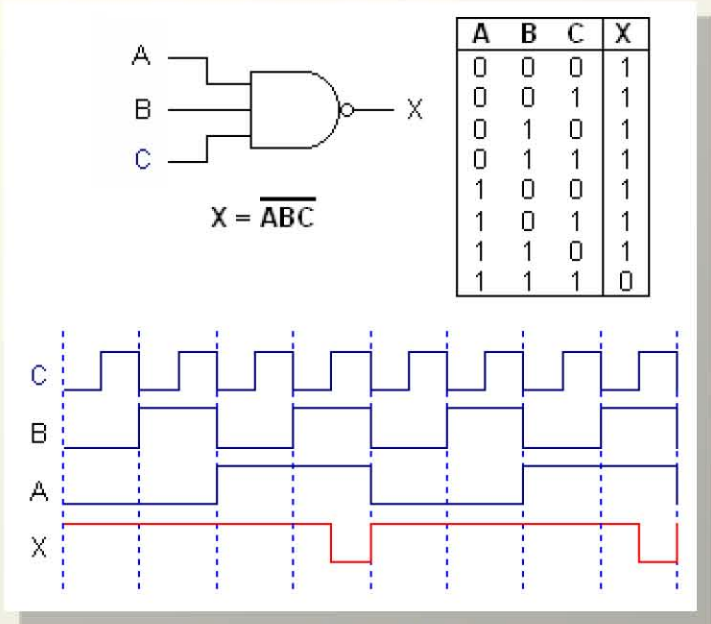 A
B
C
X
X = A̅B̅C̅
A B C X
0 0 0 1
0 0 1 1
0 1 0 1
0 1 1 1
1 0 0 1
1 0 1 1
1 1 0 1
1 1 1 0
C
B
A
X